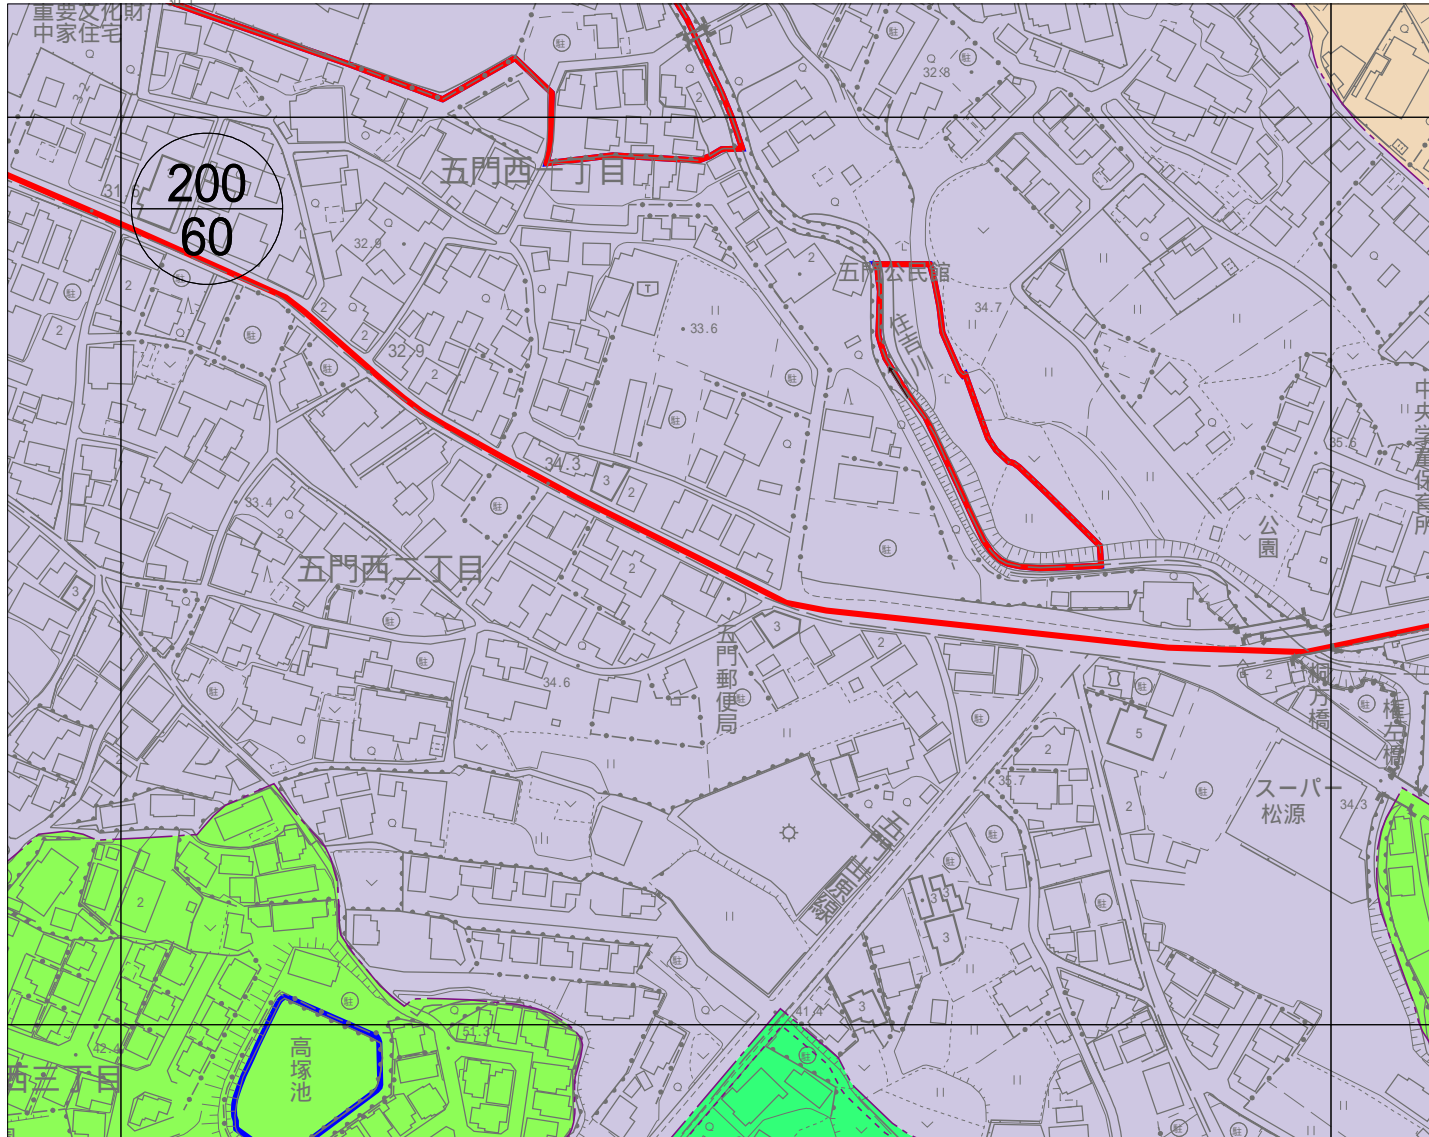 重要文化財
中家住宅
32.8
五門西一丁目
200
60
31.6
32.9
五門公民館
34.7
住吉川
33.6
32.9
中央学童保育所
35.6
34.3
33.4
公園
五門西二丁目
五門郵便局
34.6
桐方橋
権左橋
35.7
スーパー
松源
34.3
41.4
51.3
42.4
高塚池
西三丁目